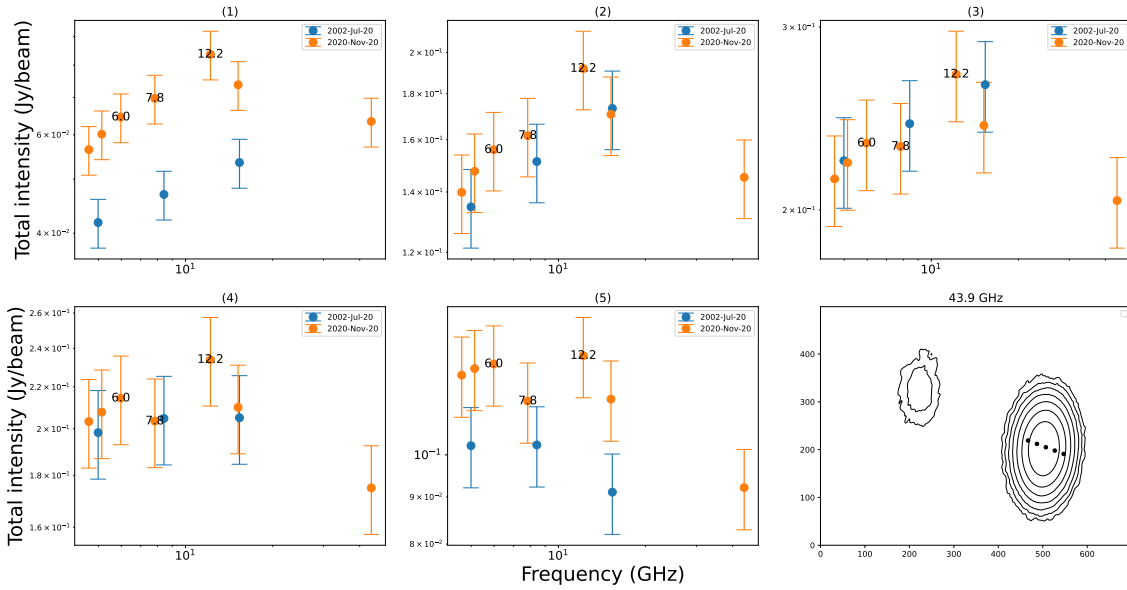 (1)
Total intensity (Jy/beam)
6 × 10⁻²
4 × 10⁻²
10¹
6.0
7.8
12.2
2002-Jul-20
2020-Nov-20
(2)
2 × 10⁻¹
1.8 × 10⁻¹
1.6 × 10⁻¹
1.4 × 10⁻¹
1.2 × 10⁻¹
10¹
6.0
7.8
12.2
2002-Jul-20
2020-Nov-20
(3)
3 × 10⁻¹
2 × 10⁻¹
10¹
6.0
7.8
12.2
2002-Jul-20
2020-Nov-20
(4)
Total intensity (Jy/beam)
2.6 × 10⁻¹
2.4 × 10⁻¹
2.2 × 10⁻¹
2 × 10⁻¹
1.8 × 10⁻¹
1.6 × 10⁻¹
10¹
6.0
7.8
12.2
2002-Jul-20
2020-Nov-20
(5)
10⁻¹
9 × 10⁻²
8 × 10⁻²
10¹
6.0
7.8
12.2
2002-Jul-20
2020-Nov-20
43.9 GHz
400
300
200
100
0
0 100 200 300 400 500 600
Frequency (GHz)